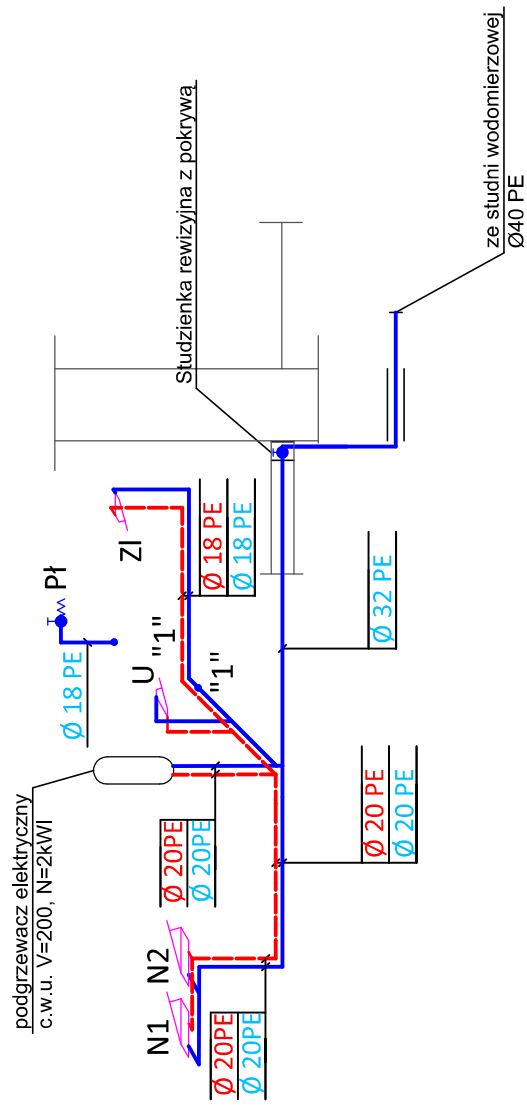 podgrzewacz elektryczny
c.w.u. V=200, N=2kWl
N1
N2
Ø 20PE
Ø 20PE
Ø 20PE
Ø 20PE
Ø 18 PE
Pł
U
"1"
"1"
Zl
Ø 18 PE
Ø 18 PE
Ø 20 PE
Ø 20 PE
Ø 32 PE
Studzienka rewizyjna z pokrywą
ze studni wodomierzowej
Ø40 PE